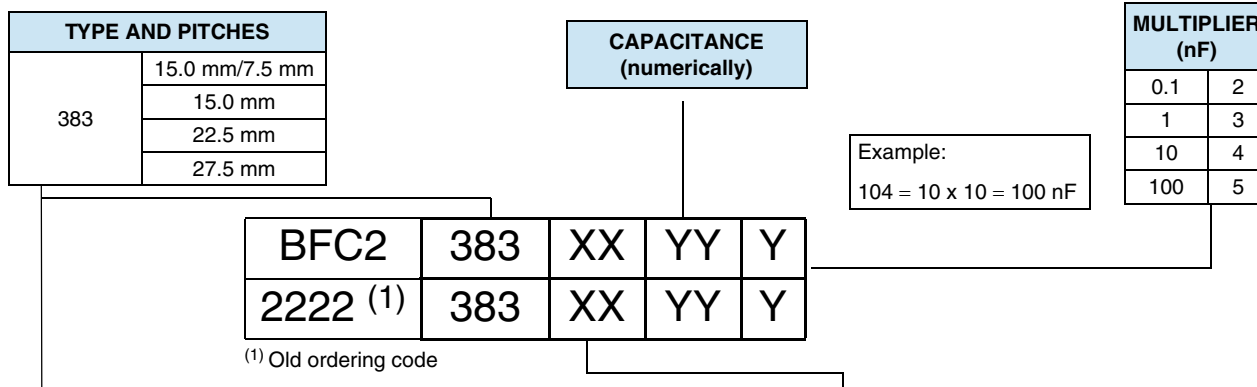 TYPE AND PITCHES
383
15.0 mm/7.5 mm
15.0 mm
22.5 mm
27.5 mm
CAPACITANCE
(numerically)
MULTIPLIER
(nF)
0.1 2
1 3
10 4
100 5
Example:
104 = 10 x 10 = 100 nF
BFC2 383 XX YY Y
2222 (1) 383 XX YY Y
(1) Old ordering code